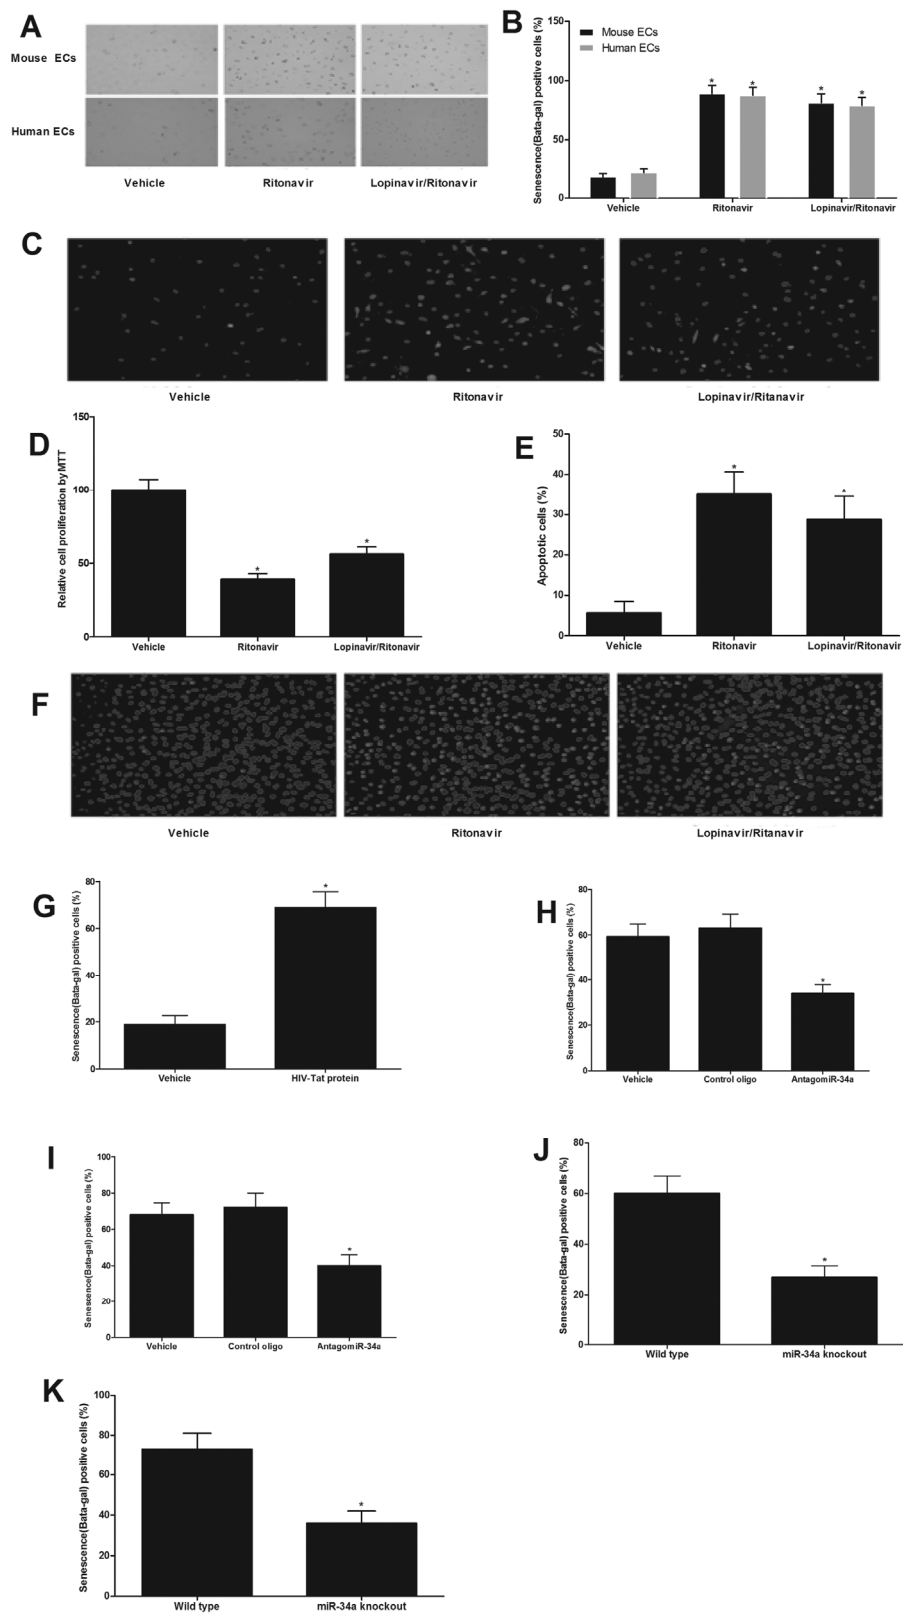 A
Mouse ECs
Human ECs
Vehicle
Ritonavir
Lopinavir/Ritonavir
B
Senescence(Bata-gal) positive cells (%)
150
100
50
0
Mouse ECs
Human ECs
*
*
*
*
Vehicle
Ritonavir
Lopinavir/Ritonavir
C
Vehicle
Ritonavir
Lopinavir/Ritanavir
D
Relative cell proliferation by MTT
150
100
50
0
*
*
Vehicle
Ritonavir
Lopinavir/Ritonavir
E
Apoptotic cells (%)
50
40
30
20
10
0
*
*
Vehicle
Ritonavir
Lopinavir/Ritonavir
F
Vehicle
Ritonavir
Lopinavir/Ritanavir
G
Senescence(Bata-gal) positive cells (%)
80
60
40
20
0
*
Vehicle
HIV-Tat protein
H
Senescence(Bata-gal) positive cells (%)
80
60
40
20
0
*
Vehicle
Control oligo
AntagomiR-34a
I
Senescence(Bata-gal) positive cells (%)
100
80
60
40
20
0
*
Vehicle
Control oligo
AntagomiR-34a
J
Senescence(Bata-gal) positive cells (%)
80
60
40
20
0
*
Wild type
miR-34a knockout
K
Senescence(Bata-gal) positive cells (%)
100
80
60
40
20
0
*
Wild type
miR-34a knockout